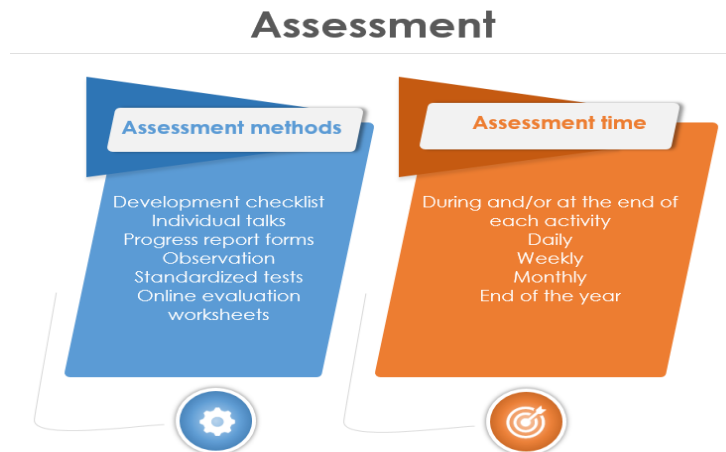 Assessment
Assessment methods
Development checklist
Individual talks
Progress report forms
Observation
Standardized tests
Online evaluation
worksheets
Assessment time
During and/or at the end of
each activity
Daily
Weekly
Monthly
End of the year